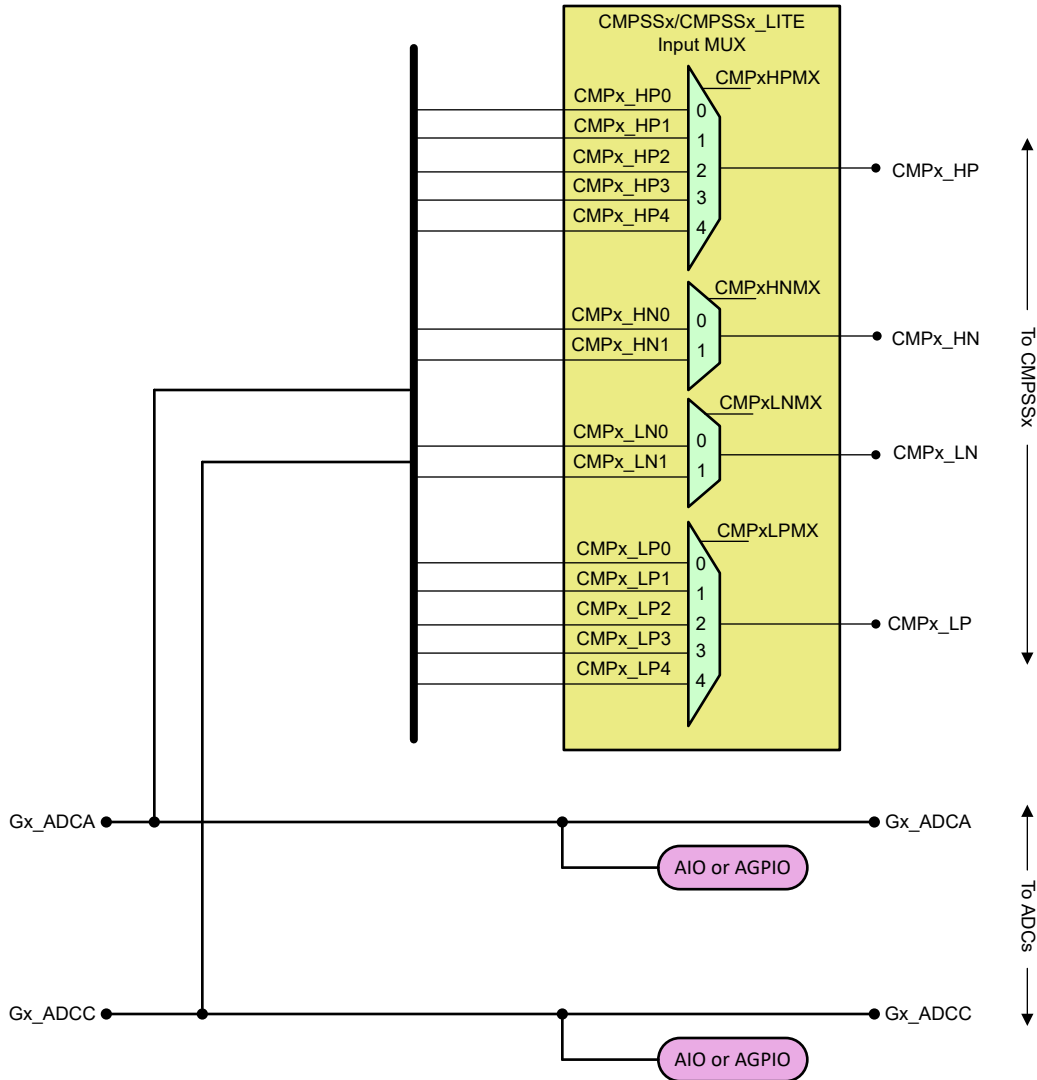 CMPSSx/CMPSSx_LITE
Input MUX
CMPxHPMX
CMPx_HP0
0
CMPx_HP1
1
CMPx_HP2
2
CMPx_HP
CMPx_HP3
3
CMPx_HP4
4
CMPxHNMX
CMPx_HN0
0
CMPx_HN
CMPx_HN1
1
To CMPSSx
CMPxLNMX
CMPx_LN0
0
CMPx_LN
CMPx_LN1
1
CMPxLPMX
CMPx_LP0
0
CMPx_LP1
1
CMPx_LP2
2
CMPx_LP
CMPx_LP3
3
CMPx_LP4
4
Gx_ADCA
Gx_ADCA
AIO or AGPIO
To ADCs
Gx_ADCC
Gx_ADCC
AIO or AGPIO